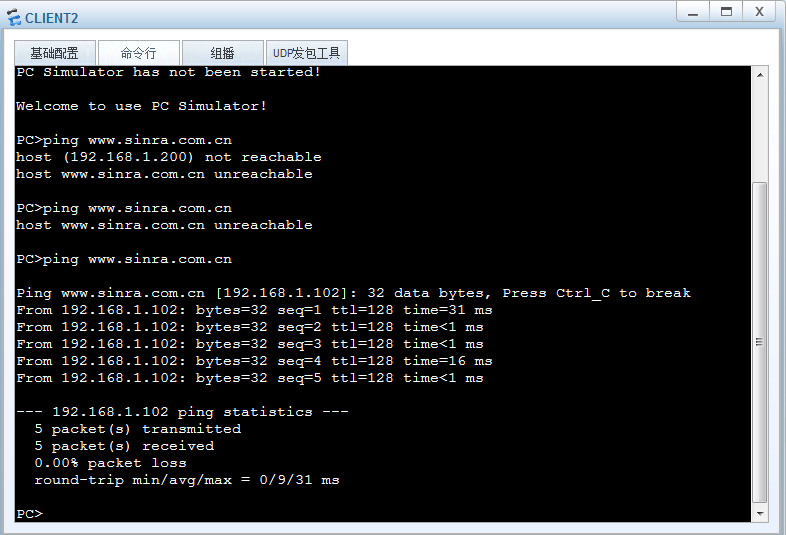 CLIENT2
基础配置 命令行 组播 UDP发包工具
PC Simulator has not been started!
Welcome to use PC Simulator!
PC>ping www.sinra.com.cn
host (192.168.1.200) not reachable
host www.sinra.com.cn unreachable
PC>ping www.sinra.com.cn
host www.sinra.com.cn unreachable
PC>ping www.sinra.com.cn
Ping www.sinra.com.cn [192.168.1.102]: 32 data bytes, Press Ctrl_C to break
From 192.168.1.102: bytes=32 seq=1 ttl=128 time=31 ms
From 192.168.1.102: bytes=32 seq=2 ttl=128 time<1 ms
From 192.168.1.102: bytes=32 seq=3 ttl=128 time<1 ms
From 192.168.1.102: bytes=32 seq=4 ttl=128 time=16 ms
From 192.168.1.102: bytes=32 seq=5 ttl=128 time<1 ms
--- 192.168.1.102 ping statistics ---
5 packet(s) transmitted
5 packet(s) received
0.00% packet loss
round-trip min/avg/max = 0/9/31 ms
PC>